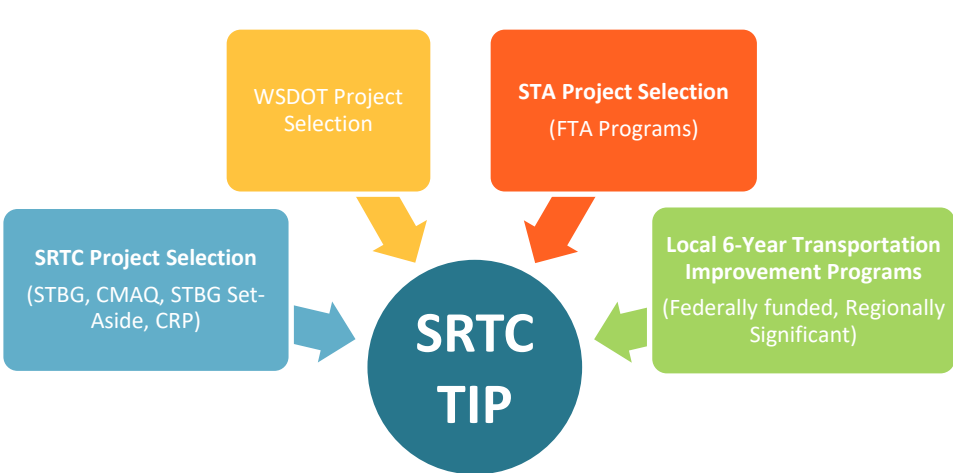 WSDOT Project
Selection
STA Project Selection
(FTA Programs)
SRTC Project Selection
(STBG, CMAQ, STBG Set-
Aside, CRP)
Local 6-Year Transportation
Improvement Programs
(Federally funded, Regionally
Significant)
SRTC
TIP